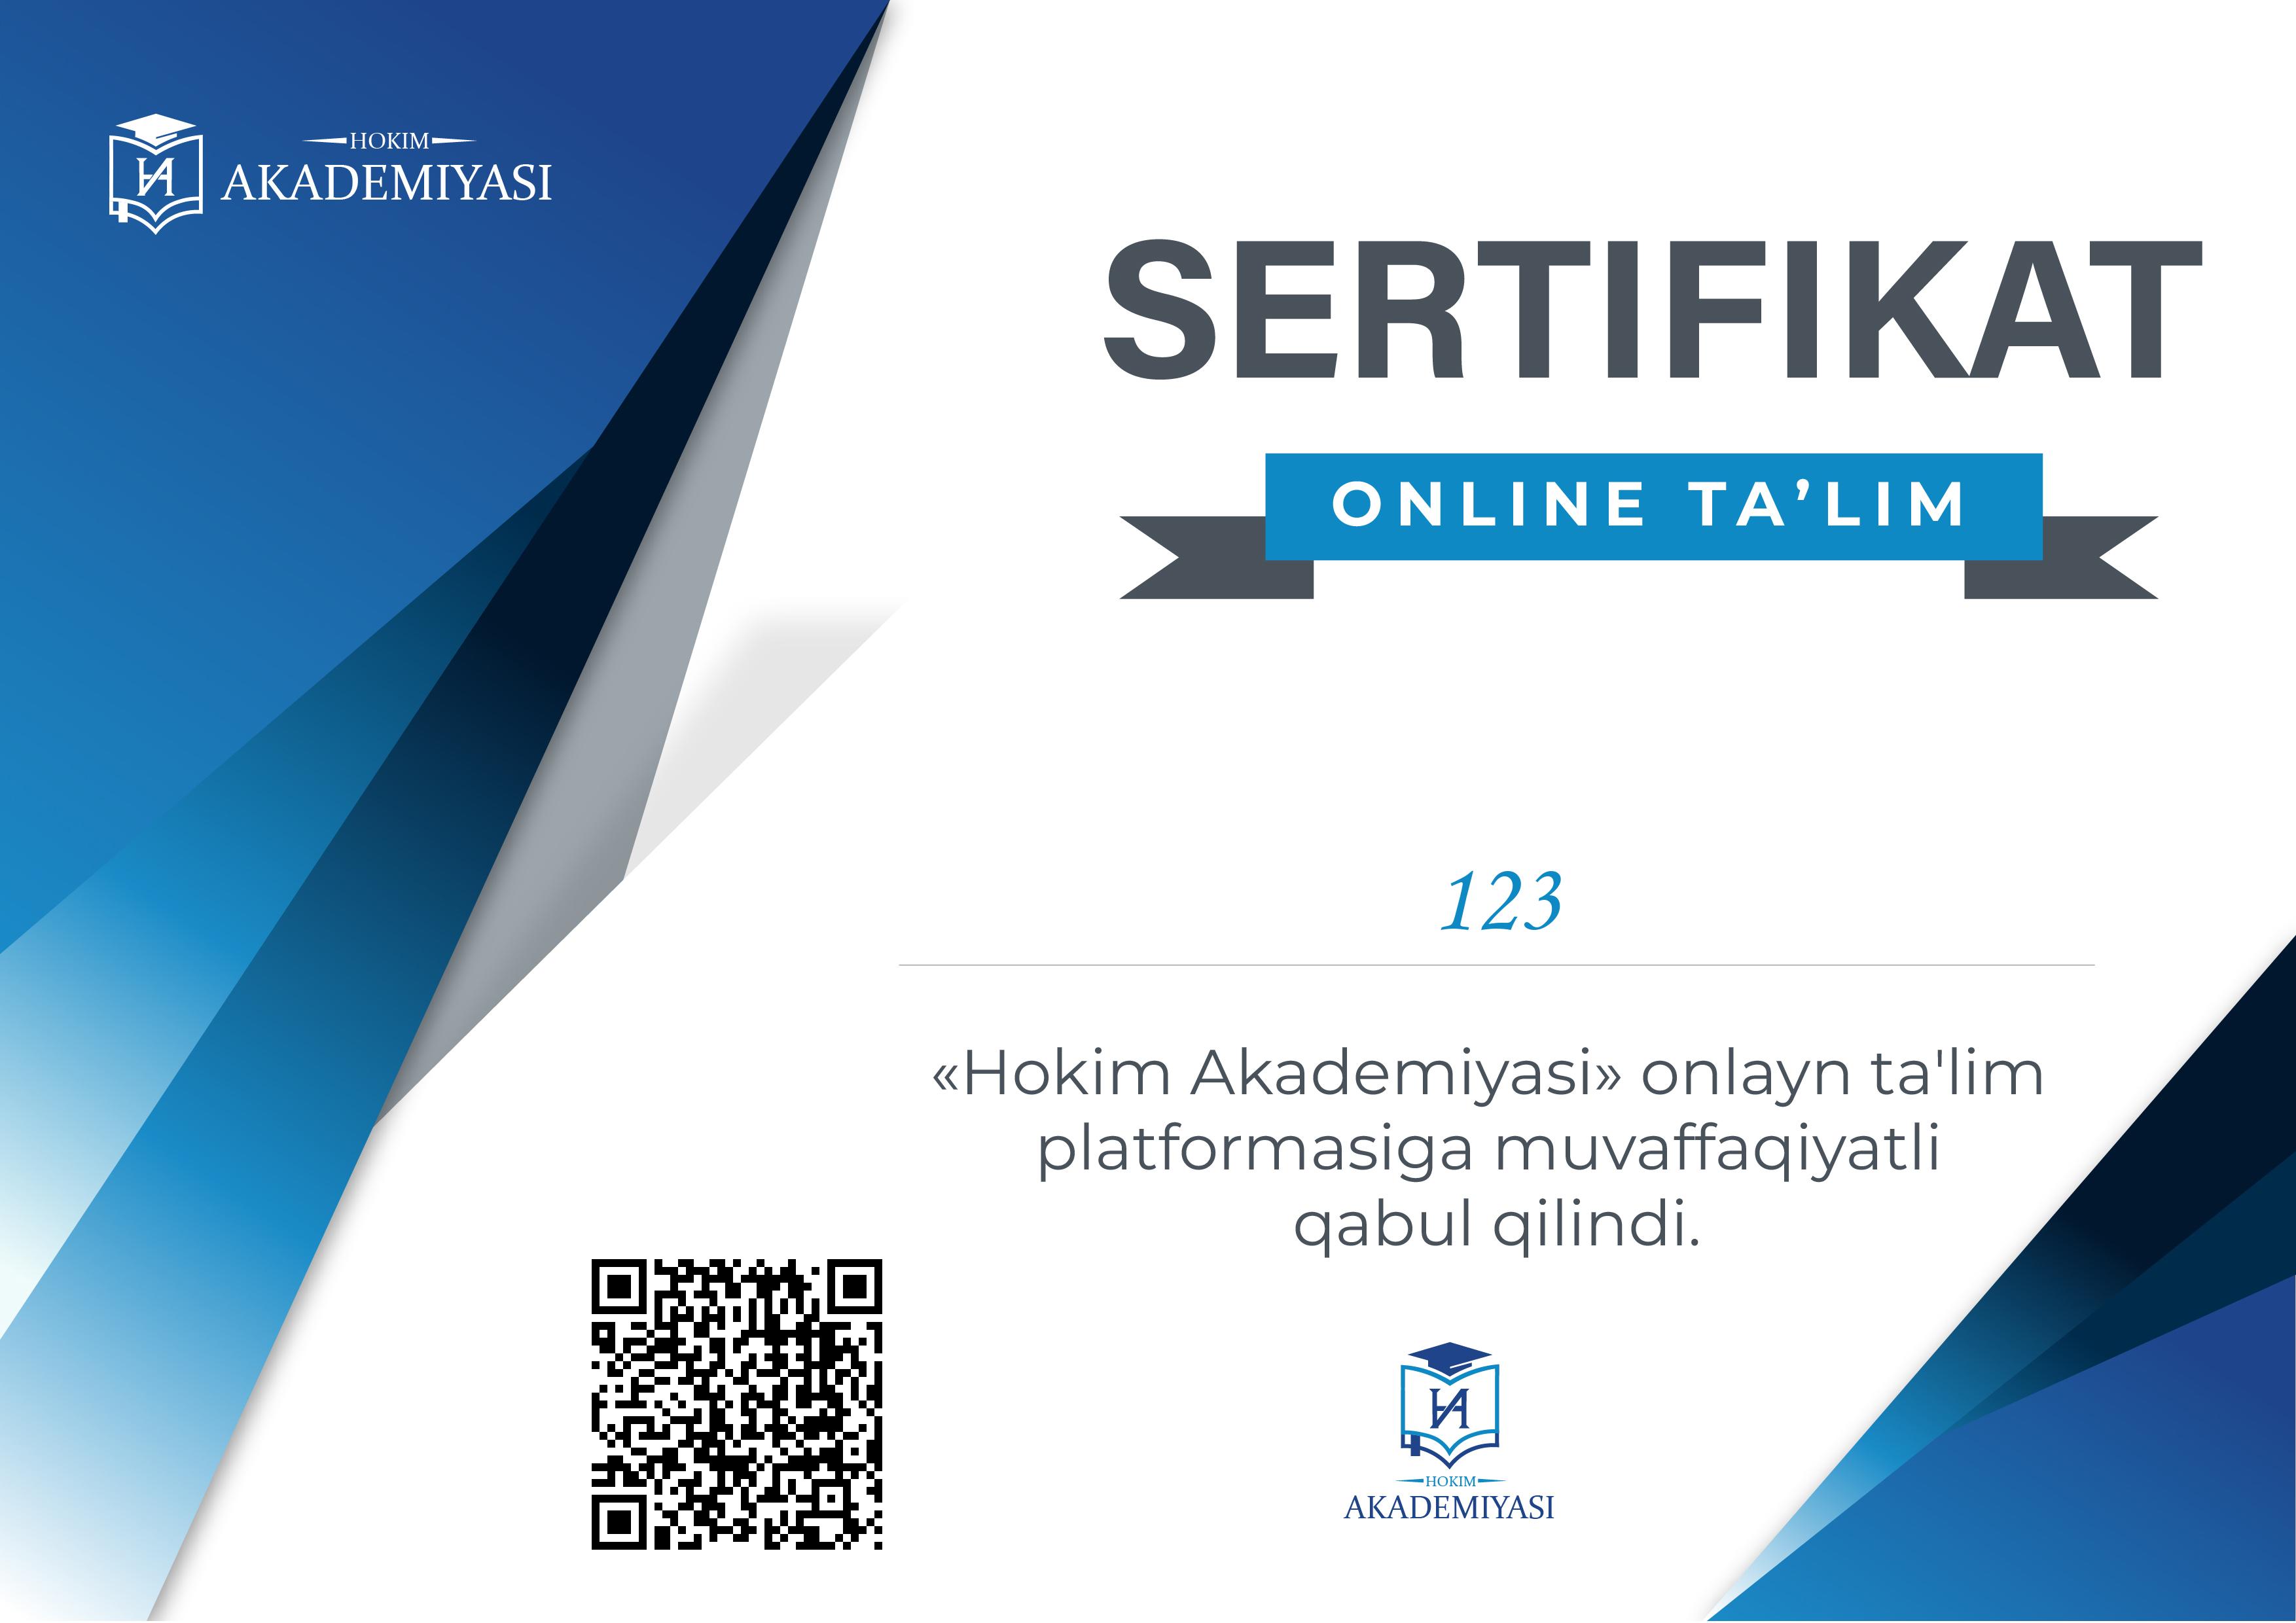 HOKIM
AKADEMIYASI
SERTIFIKAT
ONLINE TA’LIM
123
«Hokim Akademiyasi» onlayn ta'lim
platformasiga muvaffaqiyatli
qabul qilindi.
HA
HOKIM
AKADEMIYASI